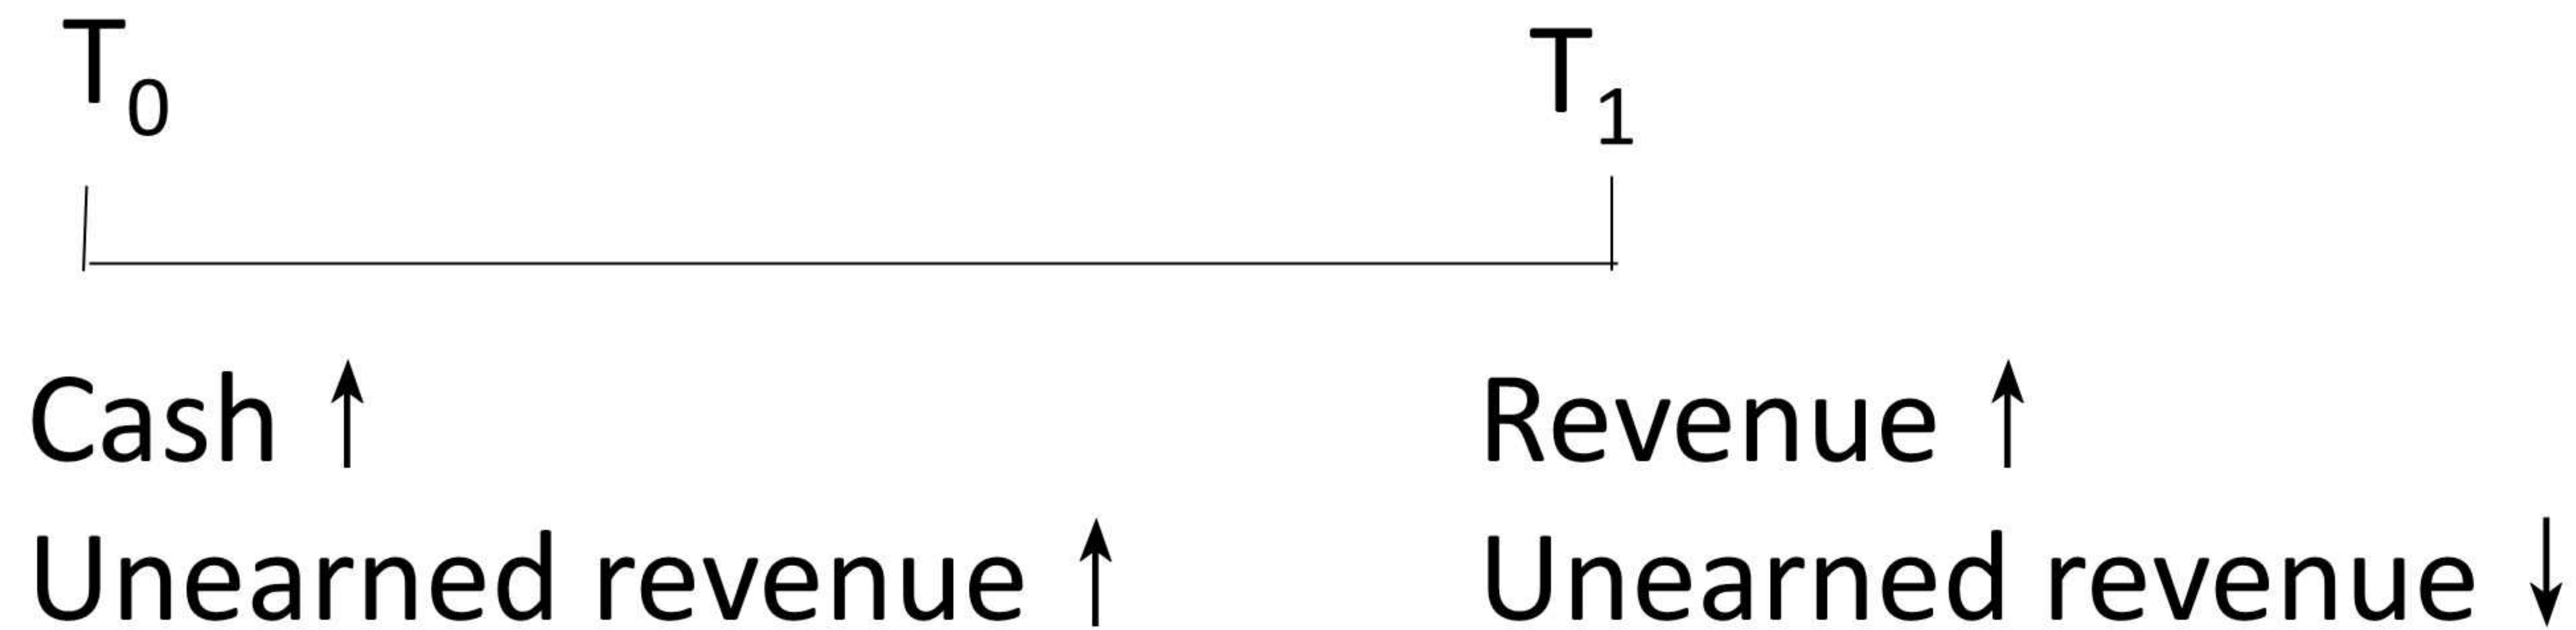 T0 T1
Cash ↑ Revenue ↑
Unearned revenue ↑ Unearned revenue ↓